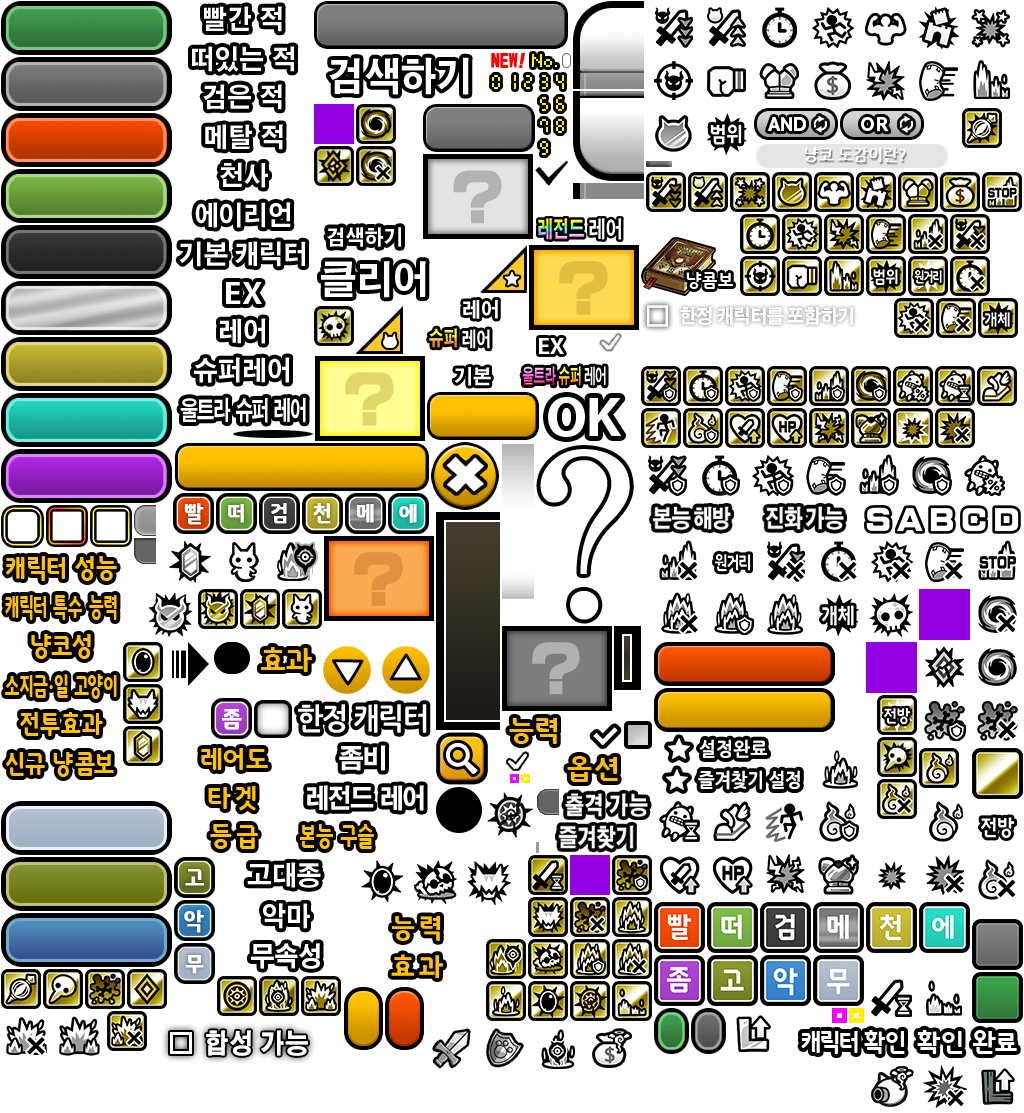 빨간 적
떠있는 적
검은 적
메탈 적
천사
에이리언
기본 캐릭터
EX
레어
슈퍼레어
울트라 슈퍼 레어
검색하기
NEW!
No.
01234
56
98
9
?
레전드 레어
검색하기
클리어
?
레어
슈퍼 레어
EX
기본
울트라 슈퍼 레어
?
OK
빨
떠
검
천
메
에
?
?
?
캐릭터 성능
캐릭터 특수 능력
냥코성
소지금·일 고양이
전투효과
신규 냥콤보
효과
좀
한정 캐릭터
레어도
좀비
타겟
레전드 레어
등급
본능 구슬
능력
옵션
출격 가능
즐겨찾기
고
악
무
고대종
악마
무속성
능력
효과
합성 가능
$
범위
AND
OR
냥코 도감이란?
$
STOP
냥콤보
범위
원거리
한정 캐릭터를 포함하기
개체
HP
본능 해방
진화 가능
S A B C D
원거리
STOP
개체
전방
설정완료
즐겨찾기 설정
전방
HP
빨
떠
검
메
천
에
좀
고
악
무
캐릭터 확인
확인 완료
$